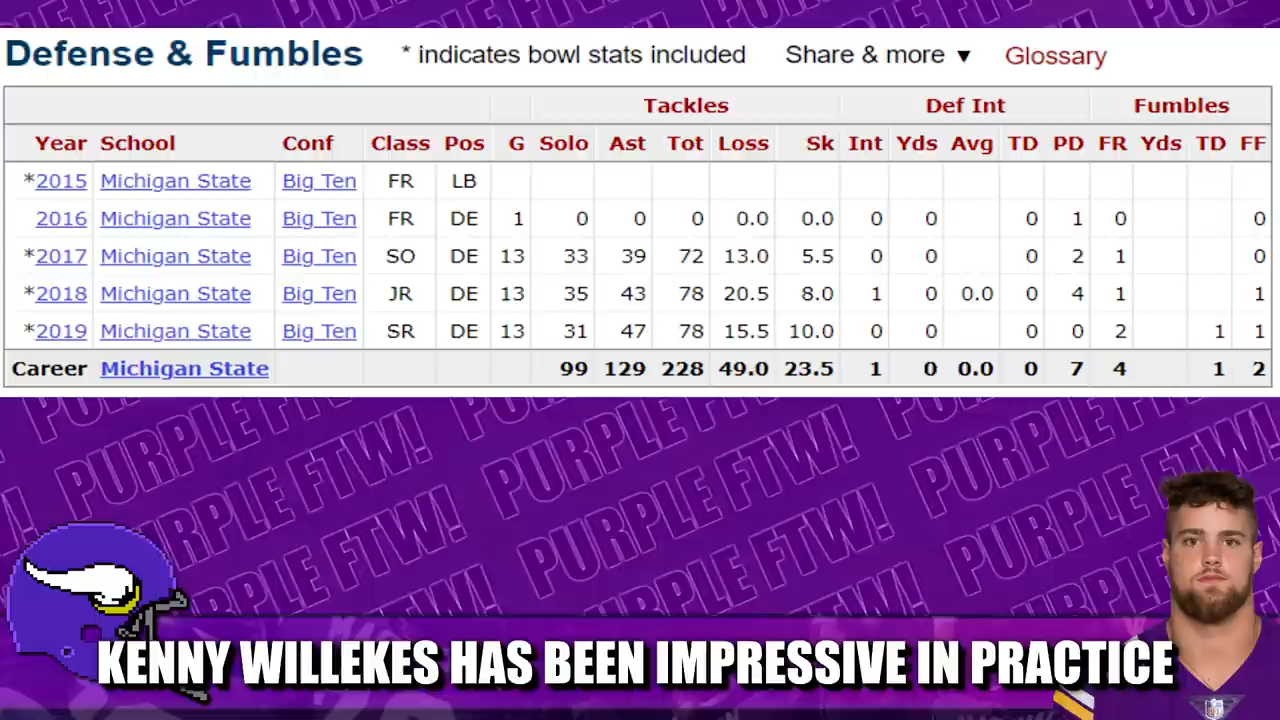 Defense & Fumbles * indicates bowl stats included Share & more ▼ Glossary
Tackles Def Int Fumbles
Year School Conf Class Pos G Solo Ast Tot Loss Sk Int Yds Avg TD PD FR Yds TD FF
*2015 Michigan State Big Ten FR LB
2016 Michigan State Big Ten FR DE 1 0 0 0 0.0 0.0 0 0 0 1 0 0
*2017 Michigan State Big Ten SO DE 13 33 39 72 13.0 5.5 0 0 0 2 1 0
*2018 Michigan State Big Ten JR DE 13 35 43 78 20.5 8.0 1 0 0.0 0 4 1 1
*2019 Michigan State Big Ten SR DE 13 31 47 78 15.5 10.0 0 0 0 0 2 1 1
Career Michigan State 99 129 228 49.0 23.5 1 0 0.0 0 7 4 1 2
PURPLE FTW!
KENNY WILLEKES HAS BEEN IMPRESSIVE IN PRACTICE